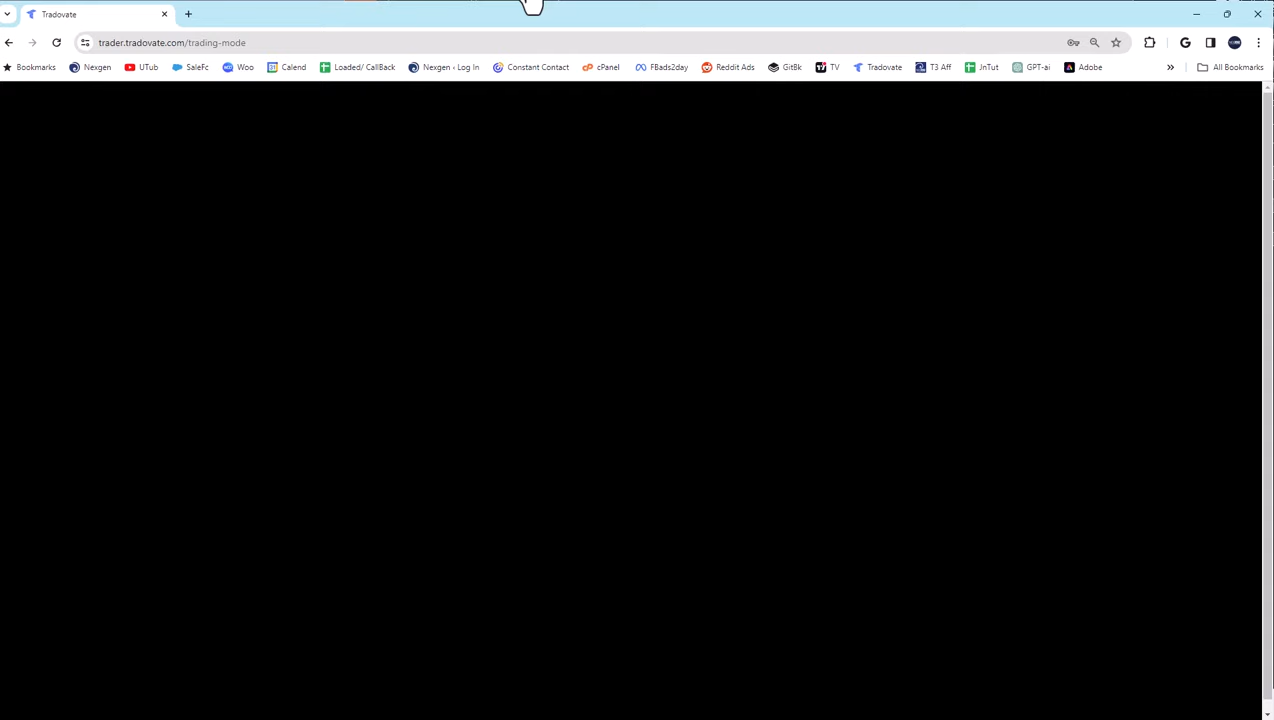 Tradovate
trader.tradovate.com/trading-mode
Bookmarks Nexgen UTub SaleFc Woo Calend Loaded/ CallBack Nexgen ‹ Log In Constant Contact cPanel FBads2day Reddit Ads GitBk TV Tradovate T3 Aff JnTut GPT-ai Adobe » All Bookmarks